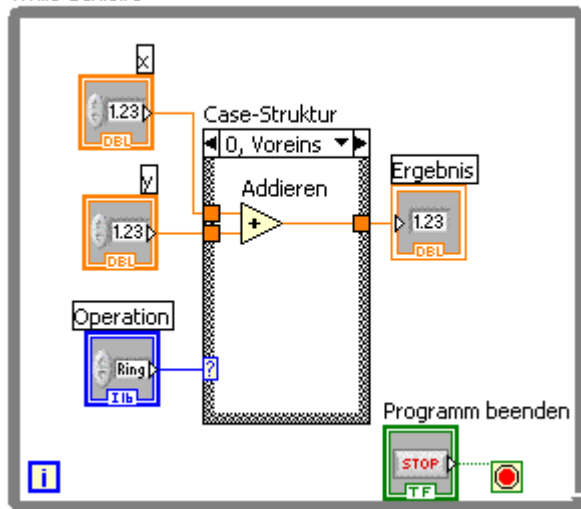 x
1.23
DBL
Case-Struktur
0, Voreins
y
Addieren
Ergebnis
1.23
DBL
+
1.23
DBL
Operation
Ring
?
Programm beenden
STOP
TF
i